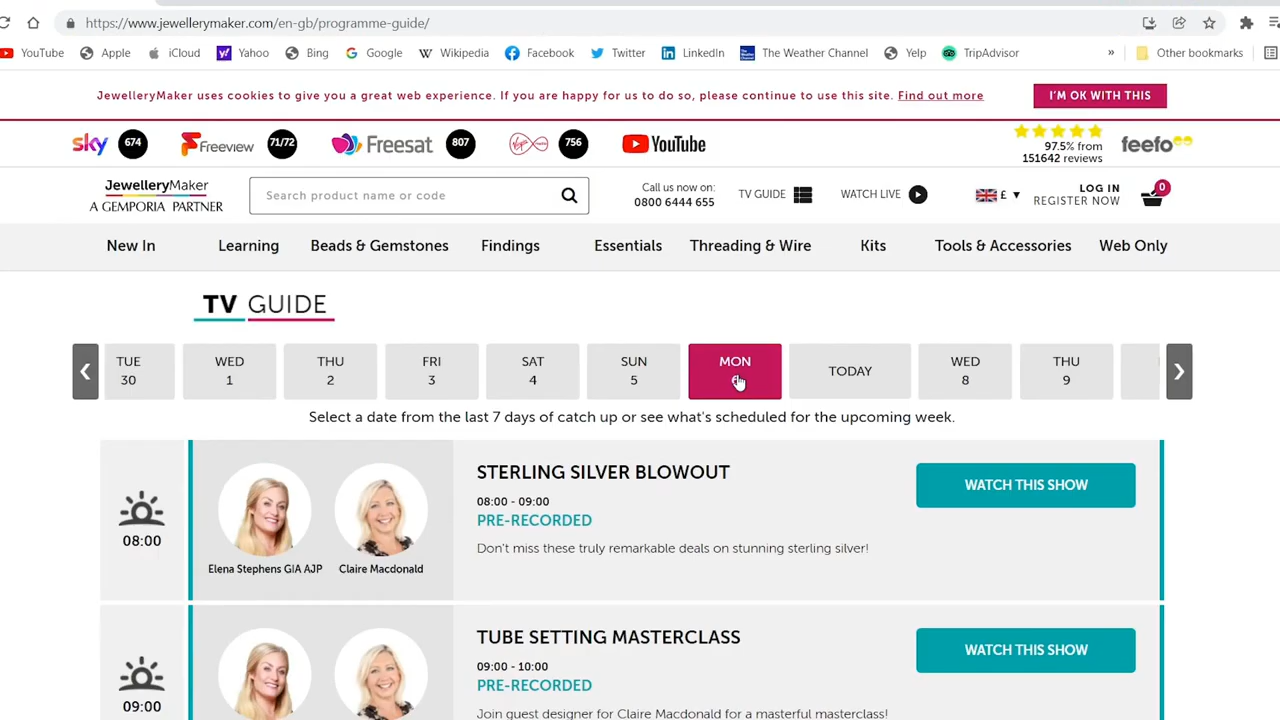 https://www.jewellerymaker.com/en-gb/programme-guide/
YouTube Apple iCloud Yahoo Bing Google Wikipedia Facebook Twitter LinkedIn The Weather Channel Yelp TripAdvisor » Other bookmarks
JewelleryMaker uses cookies to give you a great web experience. If you are happy for us to do so, please continue to use this site. Find out more
I'M OK WITH THIS
sky 674 Freeview 71/72 freesat 807 756 YouTube
97.5% from
151642 reviews
feefo
JewelleryMaker
A GEMPORIA PARTNER
Search product name or code
Call us now on:
0800 6444 655
TV GUIDE
WATCH LIVE
£
LOG IN
REGISTER NOW
0
New In Learning Beads & Gemstones Findings Essentials Threading & Wire Kits Tools & Accessories Web Only
TV GUIDE
TUE WED THU FRI SAT SUN MON TODAY WED THU
30 1 2 3 4 5 8 9
Select a date from the last 7 days of catch up or see what's scheduled for the upcoming week.
08:00
Elena Stephens GIA AJP Claire Macdonald
STERLING SILVER BLOWOUT
08:00 - 09:00
PRE-RECORDED
Don't miss these truly remarkable deals on stunning sterling silver!
WATCH THIS SHOW
09:00
TUBE SETTING MASTERCLASS
09:00 - 10:00
PRE-RECORDED
Join guest designer for Claire Macdonald for a masterful masterclass!
WATCH THIS SHOW